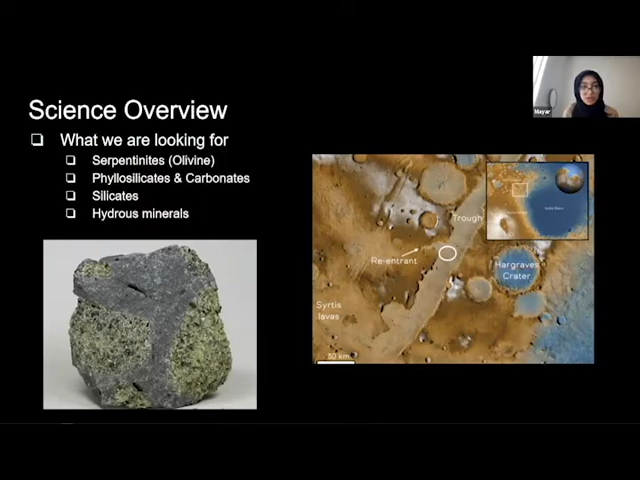 Science Overview
What we are looking for
Serpentinites (Olivine)
Phyllosilicates & Carbonates
Silicates
Hydrous minerals
Mayar
Trough
Re-entrant
Hargraves
Crater
Syrtis
lavas
30 km